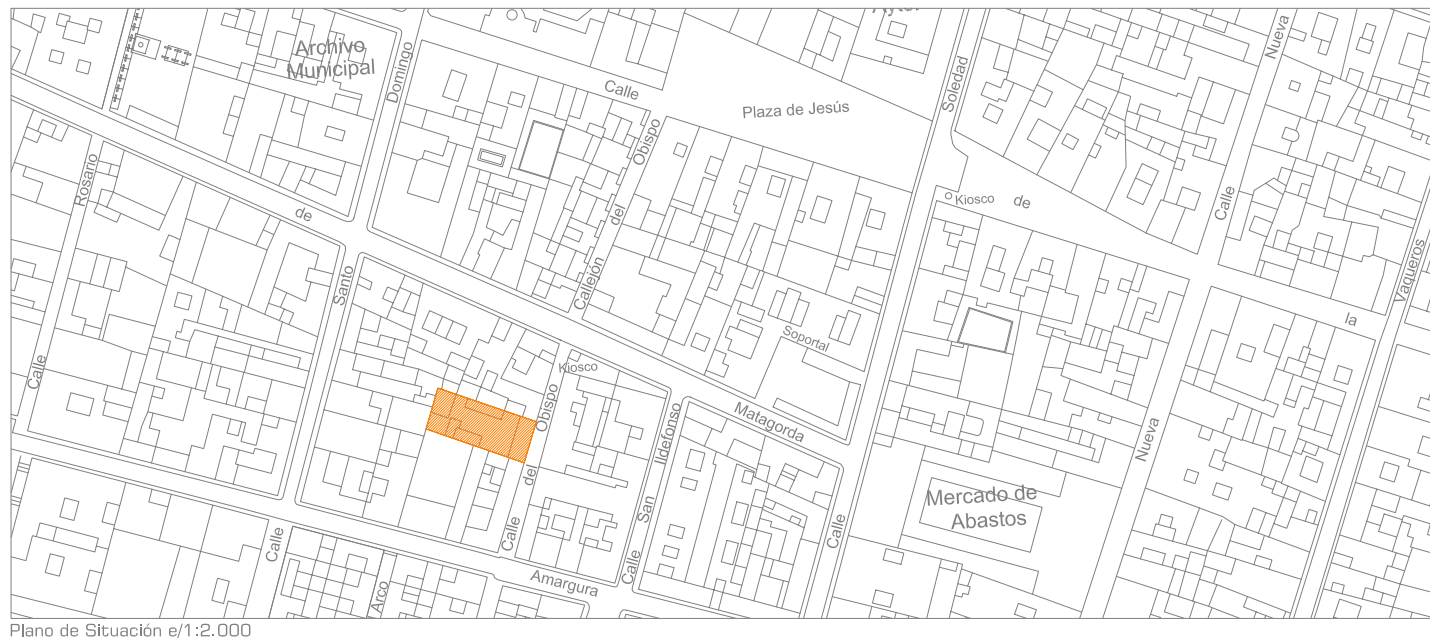 Archivo
Municipal
Domingo
Calle
Plaza de Jesús
Soledad
Nueva
Obispo
Rosario
de
del
Kiosco
de
Calle
Vaqueros
Santo
Callejón
la
Soportal
Calle
Kiosco
Obispo
Matagorda
Ildefonso
Nueva
de
Mercado de
Abastos
San
Calle
Calle
Calle
Calle
Amargura
Arco
Plano de Situación e/1:2.000